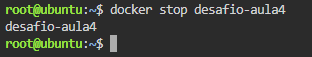 root@ubuntu:~$ docker stop desafio-aula4
desafio-aula4
root@ubuntu:~$